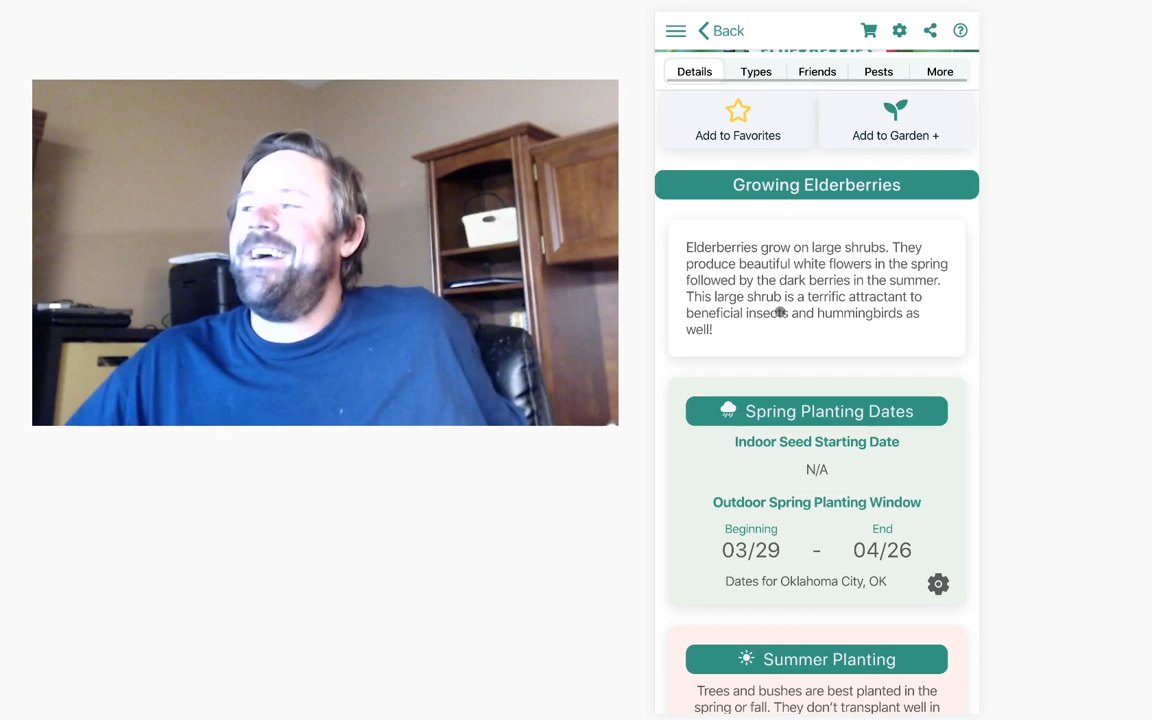 Back
Details Types Friends Pests More
Add to Favorites Add to Garden +
Growing Elderberries
Elderberries grow on large shrubs. They
produce beautiful white flowers in the spring
followed by the dark berries in the summer.
This large shrub is a terrific attractant to
beneficial insects and hummingbirds as
well!
Spring Planting Dates
Indoor Seed Starting Date
N/A
Outdoor Spring Planting Window
Beginning End
03/29 - 04/26
Dates for Oklahoma City, OK
Summer Planting
Trees and bushes are best planted in the
spring or fall. They don't transplant well in